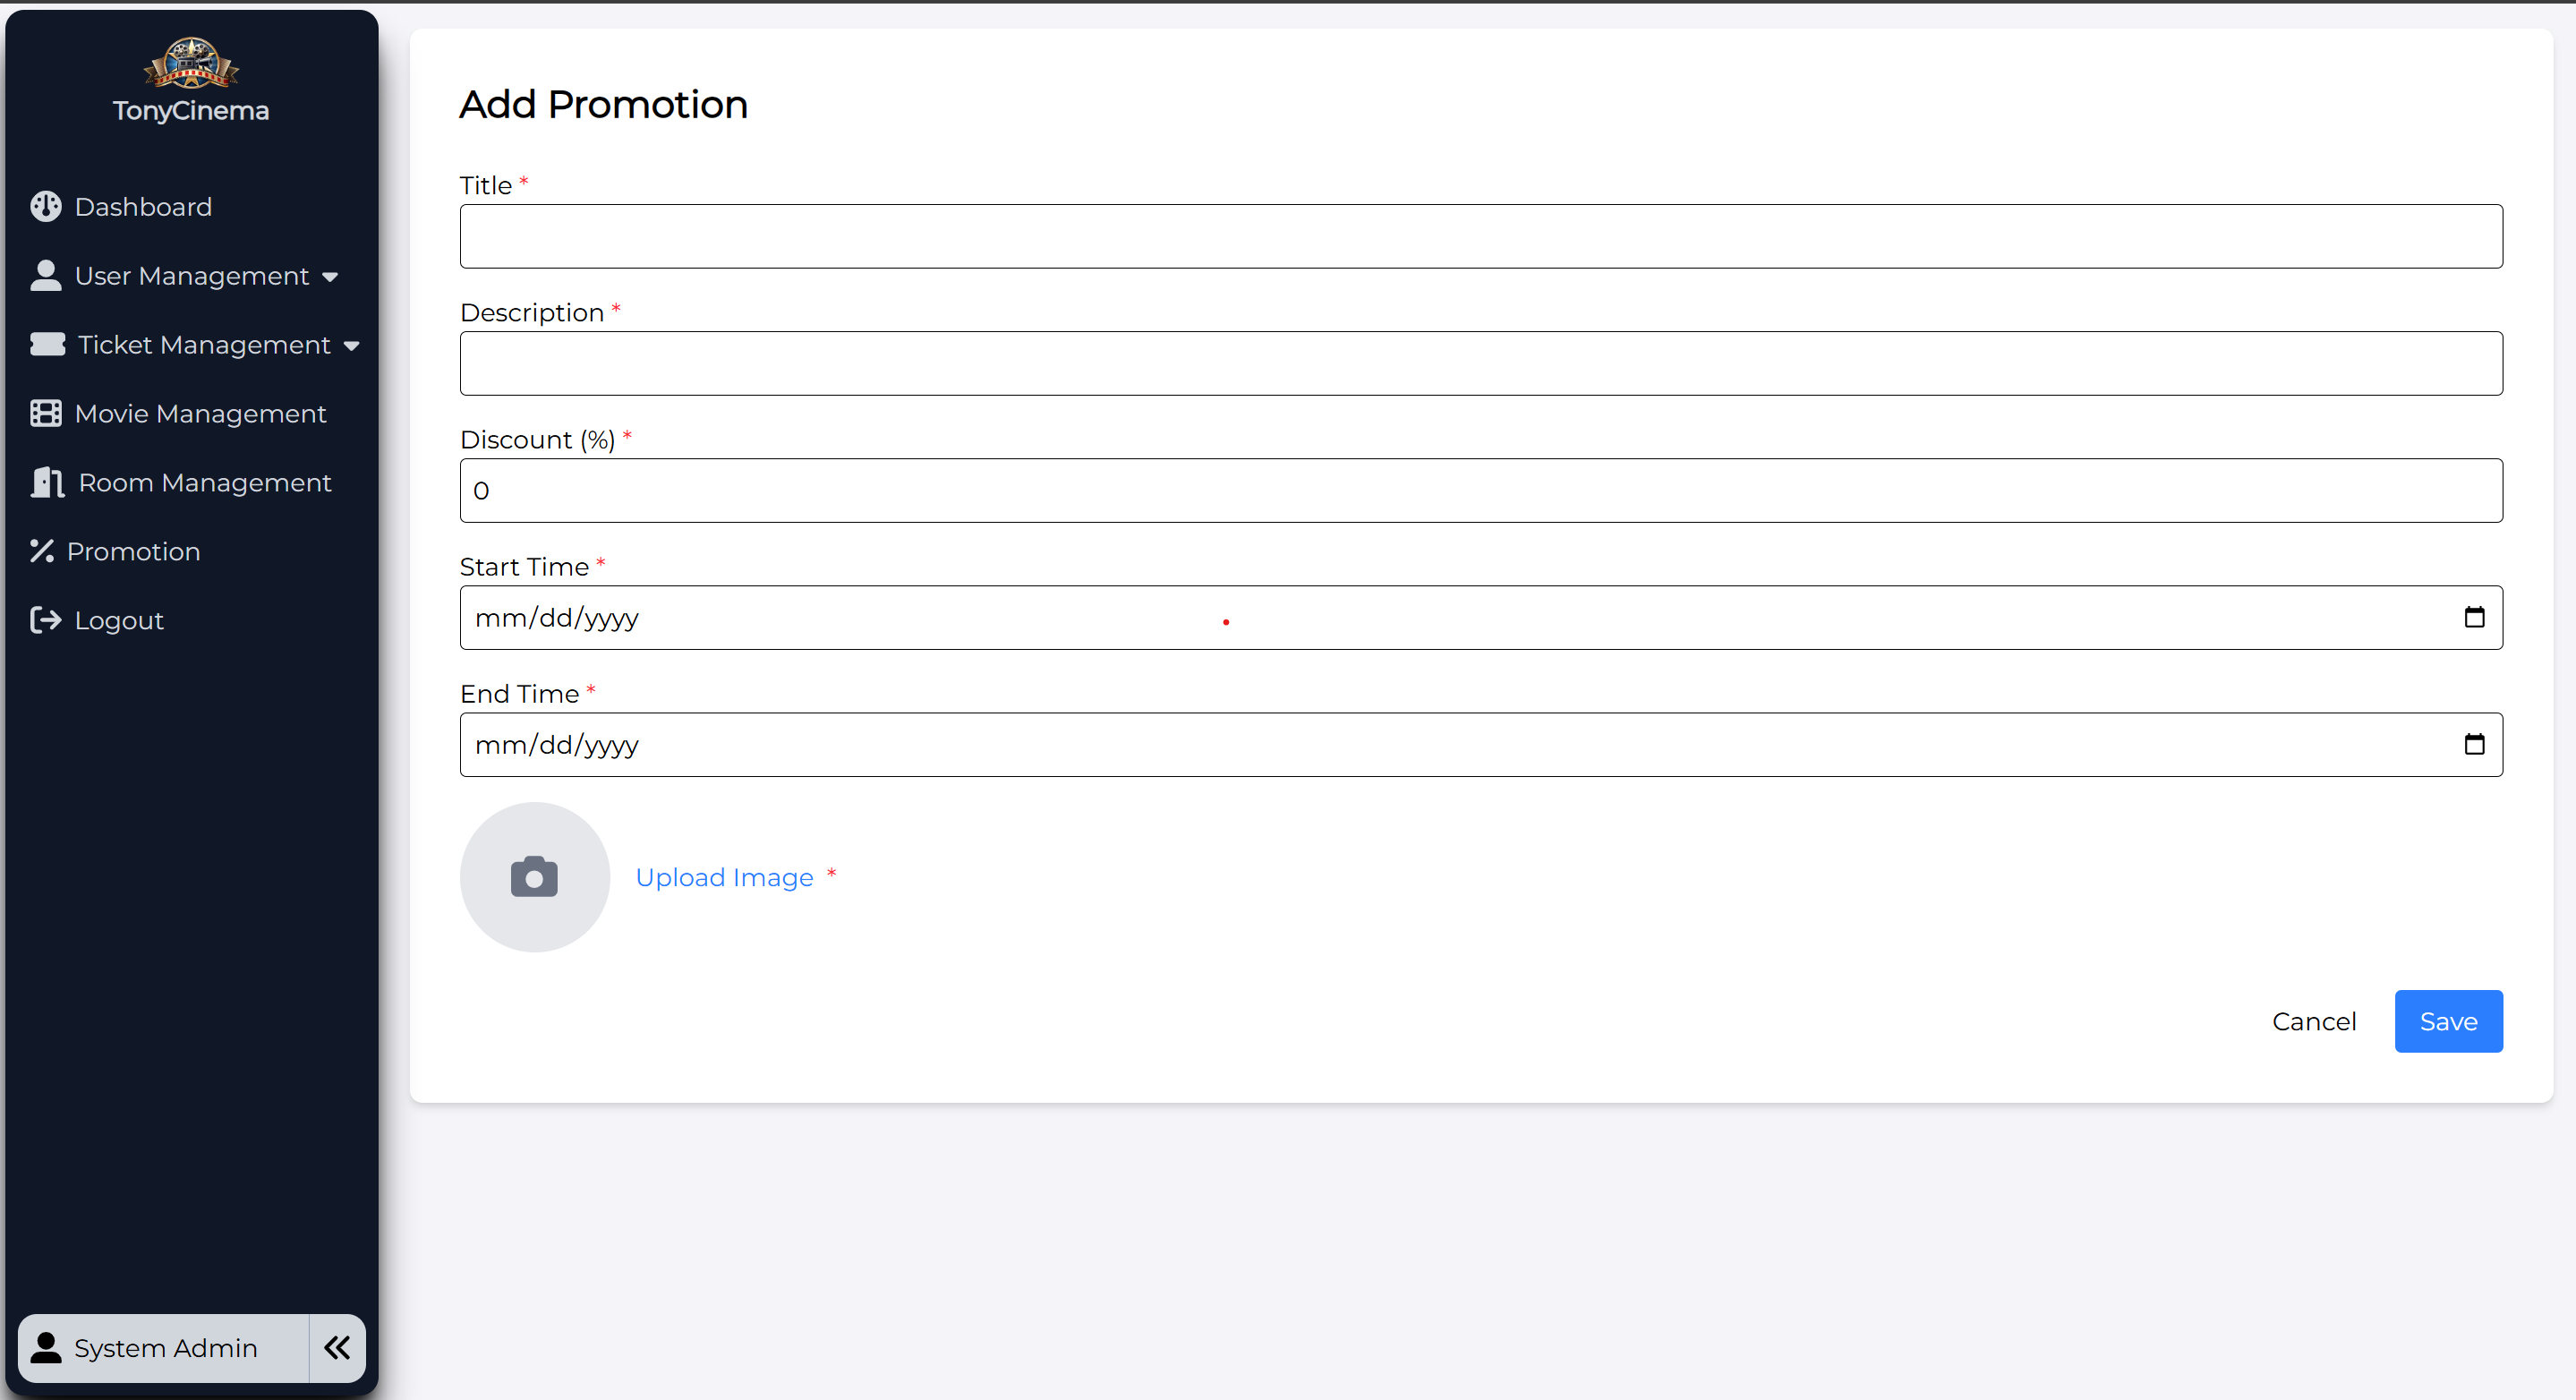 TonyCinema
Dashboard
User Management
Ticket Management
Movie Management
Room Management
Promotion
Logout
System Admin
Add Promotion
Title *
Description *
Discount (%) *
0
Start Time *
mm/dd/yyyy
End Time *
mm/dd/yyyy
Upload Image *
Cancel
Save